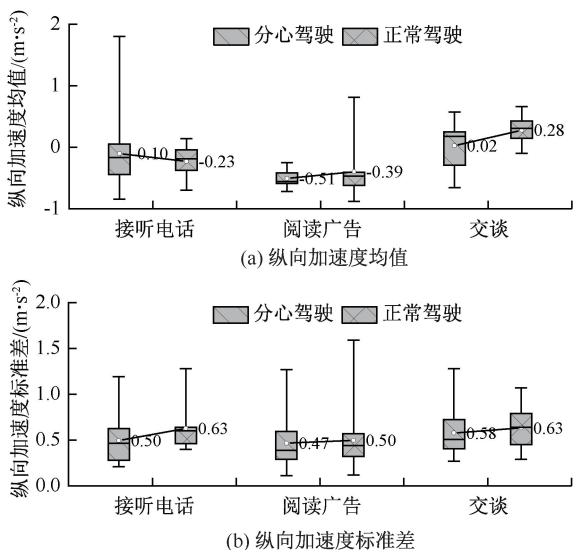 纵向加速度均值/(m·s⁻²)
2
1
0
-1
分心驾驶 正常驾驶
-0.10 -0.23 -0.51 -0.39 0.02 0.28
接听电话 阅读广告 交谈
(a) 纵向加速度均值
纵向加速度标准差/(m·s⁻²)
2.0
1.5
1.0
0.5
0.0
分心驾驶 正常驾驶
0.50 0.63 0.47 0.50 0.58 0.63
接听电话 阅读广告 交谈
(b) 纵向加速度标准差